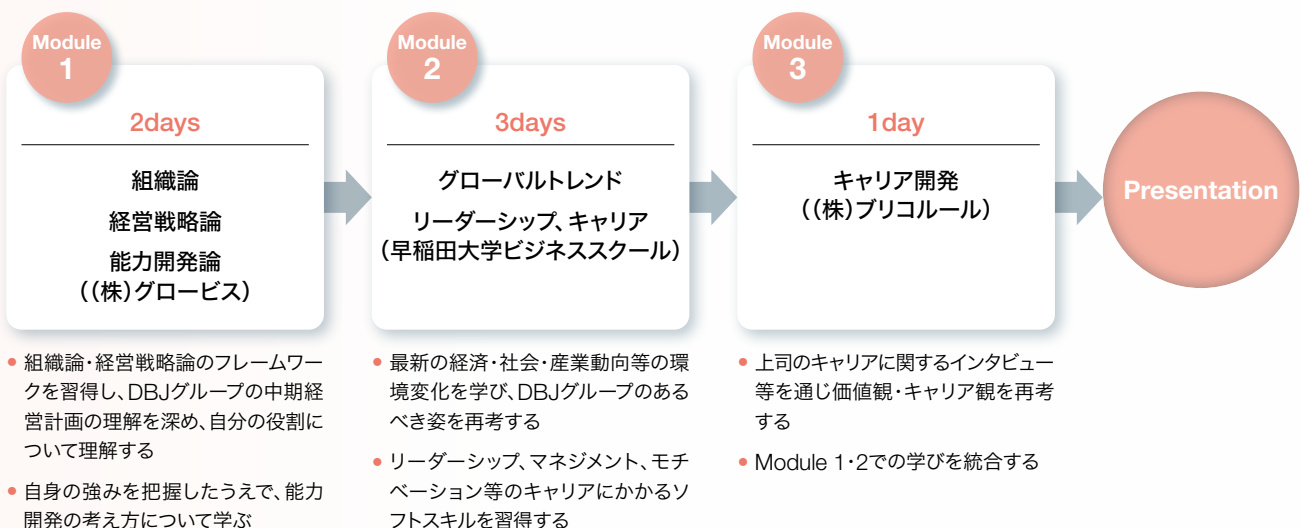 Module
1
2days
組織論
経営戦略論
能力開発論
((株)グロービス)
• 組織論・経営戦略論のフレームワー
クを習得し、DBJグループの中期経
営計画の理解を深め、自分の役割に
ついて理解する
• 自身の強みを把握したうえで、能力
開発の考え方について学ぶ
Module
2
3days
グローバルトレンド
リーダーシップ、キャリア
(早稲田大学ビジネススクール)
• 最新の経済・社会・産業動向等の環
境変化を学び、DBJグループのある
べき姿を再考する
• リーダーシップ、マネジメント、モチ
ベーション等のキャリアにかかるソ
フトスキルを習得する
Module
3
1day
キャリア開発
((株)ブリコルール)
• 上司のキャリアに関するインタビュー
等を通じ価値観・キャリア観を再考
する
• Module 1・2での学びを統合する
Presentation